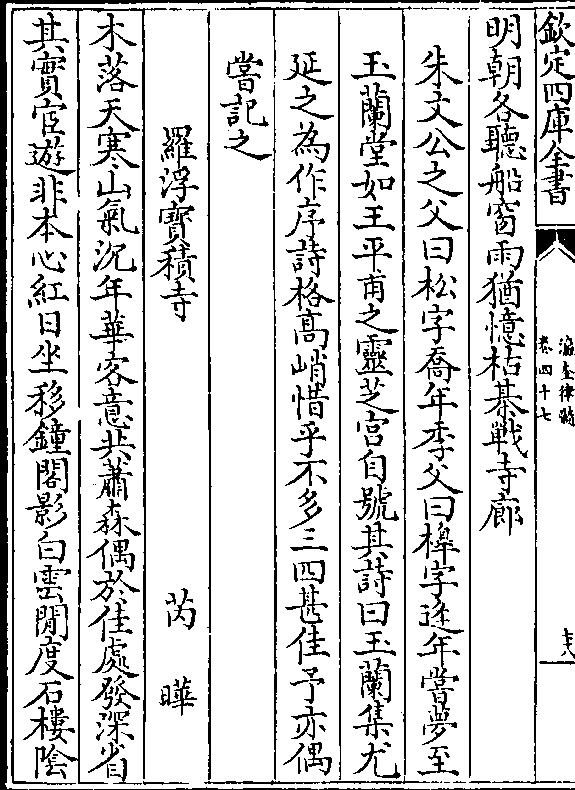 欽定四庫全書
瀛奎律髓
卷四十七
明朝各聽船窗雨猶憶枯棊戰寺廊
朱文公之父曰松字喬年季父曰槔字逢年嘗夢至
玉蘭堂如王平甫之靈芝宫自號其詩曰玉蘭集尤
延之為作序詩格髙峭惜乎不多三四甚佳予亦偶
嘗記之
羅浮寶積寺
芮曄
木落天寒山氣沉年華客意共蕭森偶於佳處發深省
其實宦遊非本心紅日坐移鐘閣影白雲閒度石樓陰